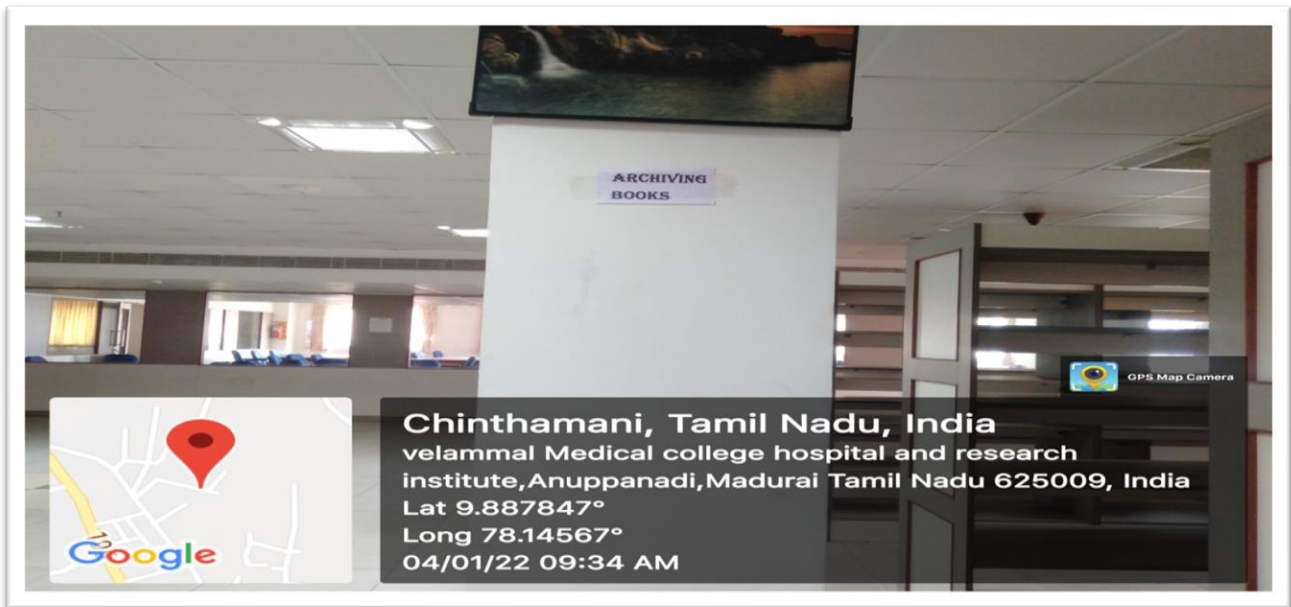 ARCHIVING
BOOKS
GPS Map Camera
Chinthamani, Tamil Nadu, India
velammal Medical college hospital and research
institute,Anuppanadi,Madurai Tamil Nadu 625009, India
Lat 9.887847°
Long 78.14567°
04/01/22 09:34 AM
Google